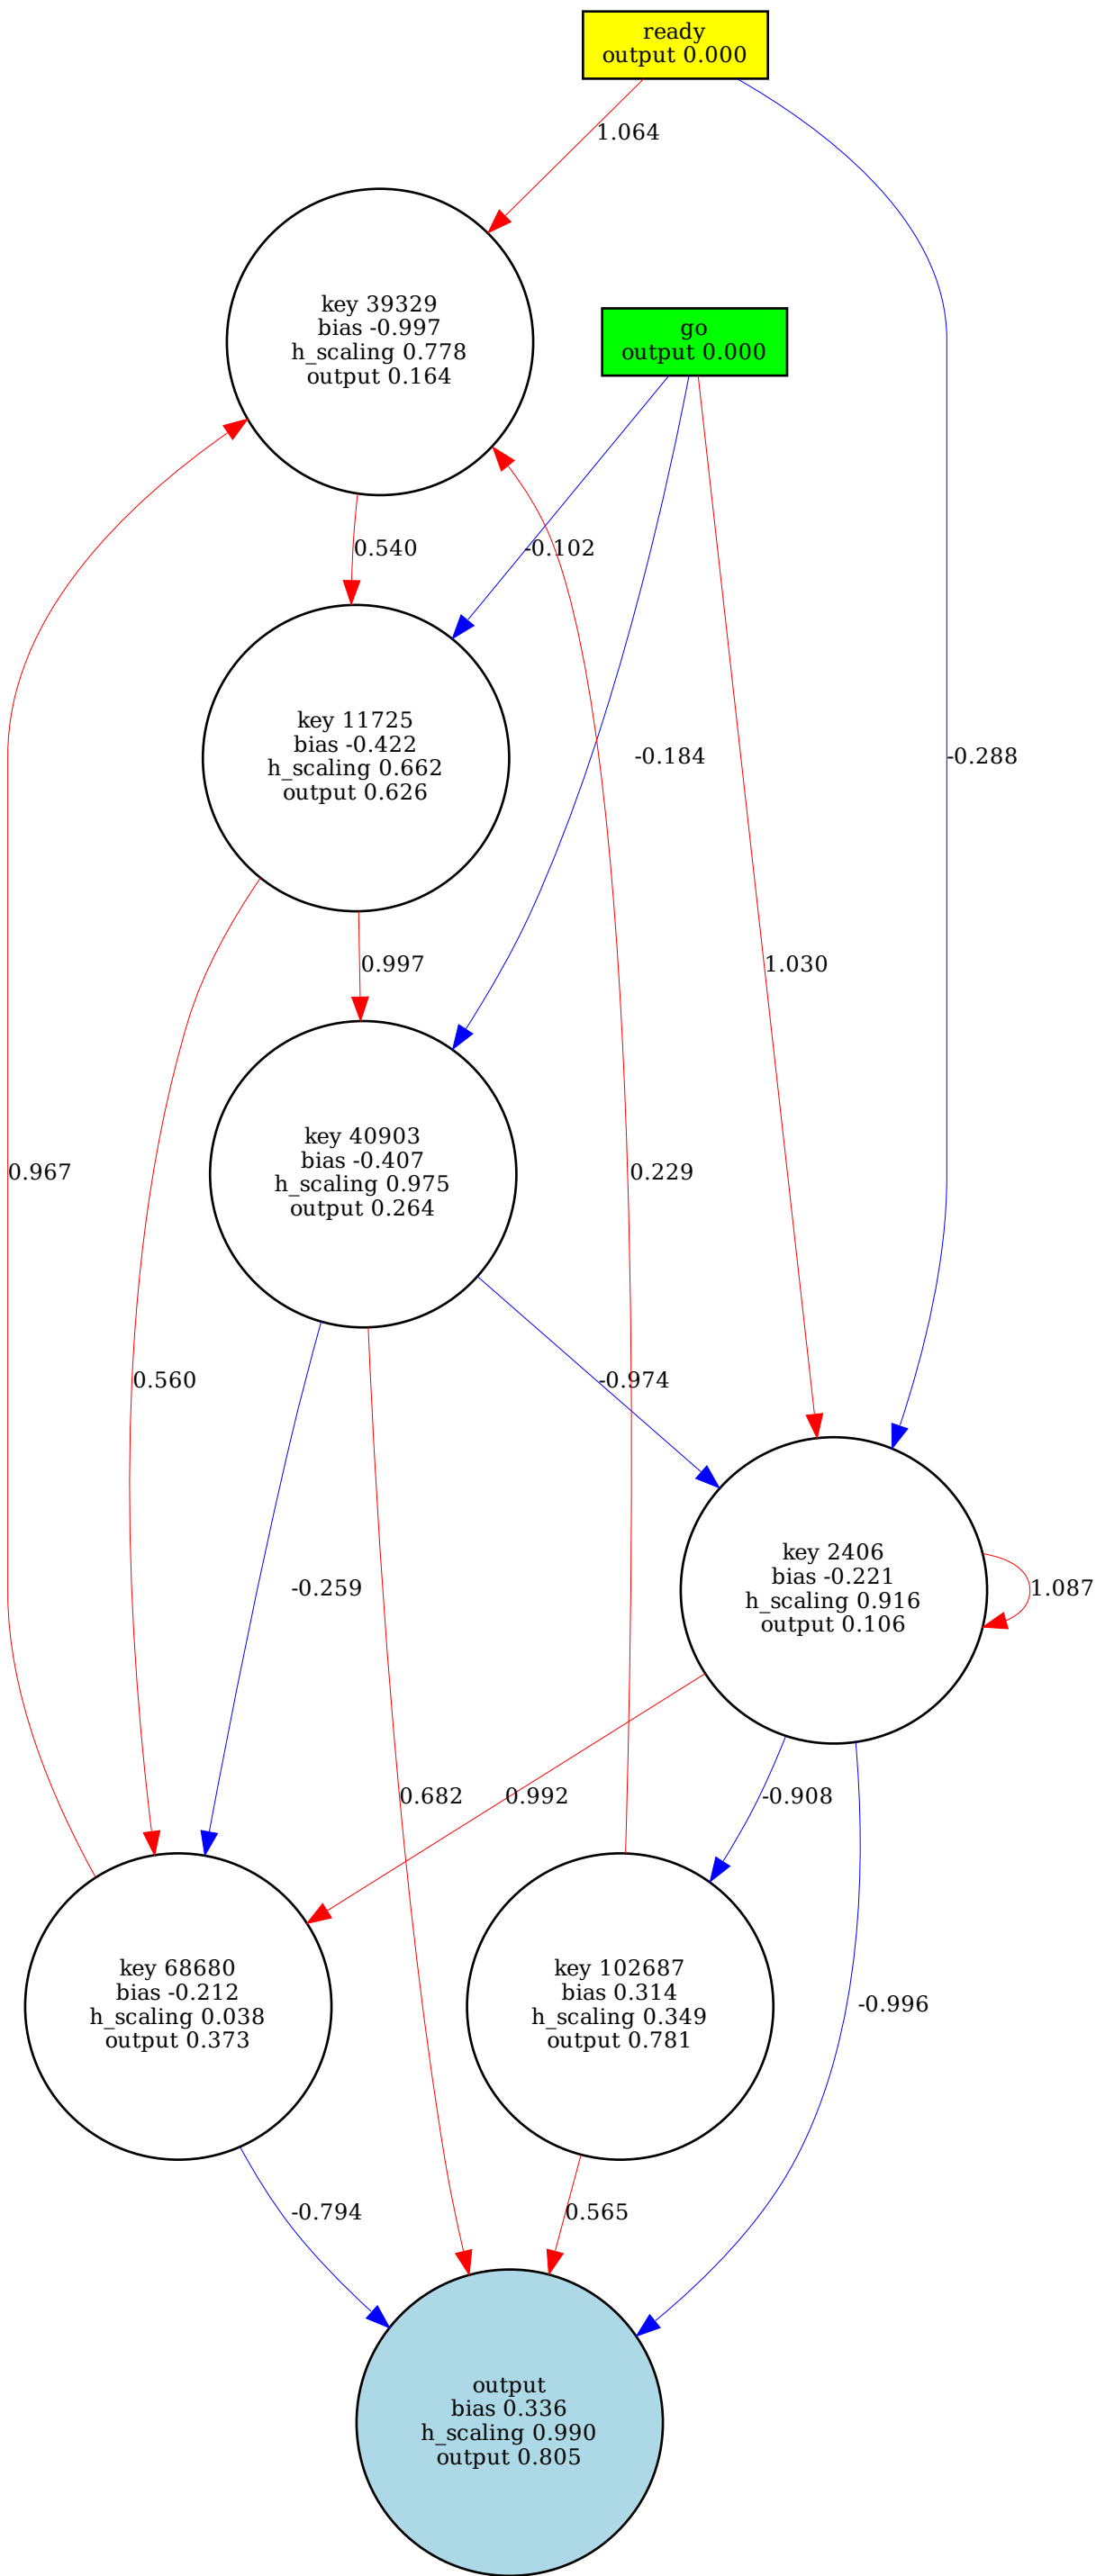 ready
output 0.000
1.064
key 39329
bias -0.997
h_scaling 0.778
output 0.164
go
output 0.000
0.540
-0.102
key 11725
bias -0.422
h_scaling 0.662
output 0.626
-0.184
-0.288
0.997
1.030
key 40903
bias -0.407
h_scaling 0.975
output 0.264
0.967
0.229
0.560
-0.974
key 2406
bias -0.221
h_scaling 0.916
output 0.106
-0.259
1.087
0.682
0.992
-0.908
key 68680
bias -0.212
h_scaling 0.038
output 0.373
key 102687
bias 0.314
h_scaling 0.349
output 0.781
-0.996
-0.794
0.565
output
bias 0.336
h_scaling 0.990
output 0.805